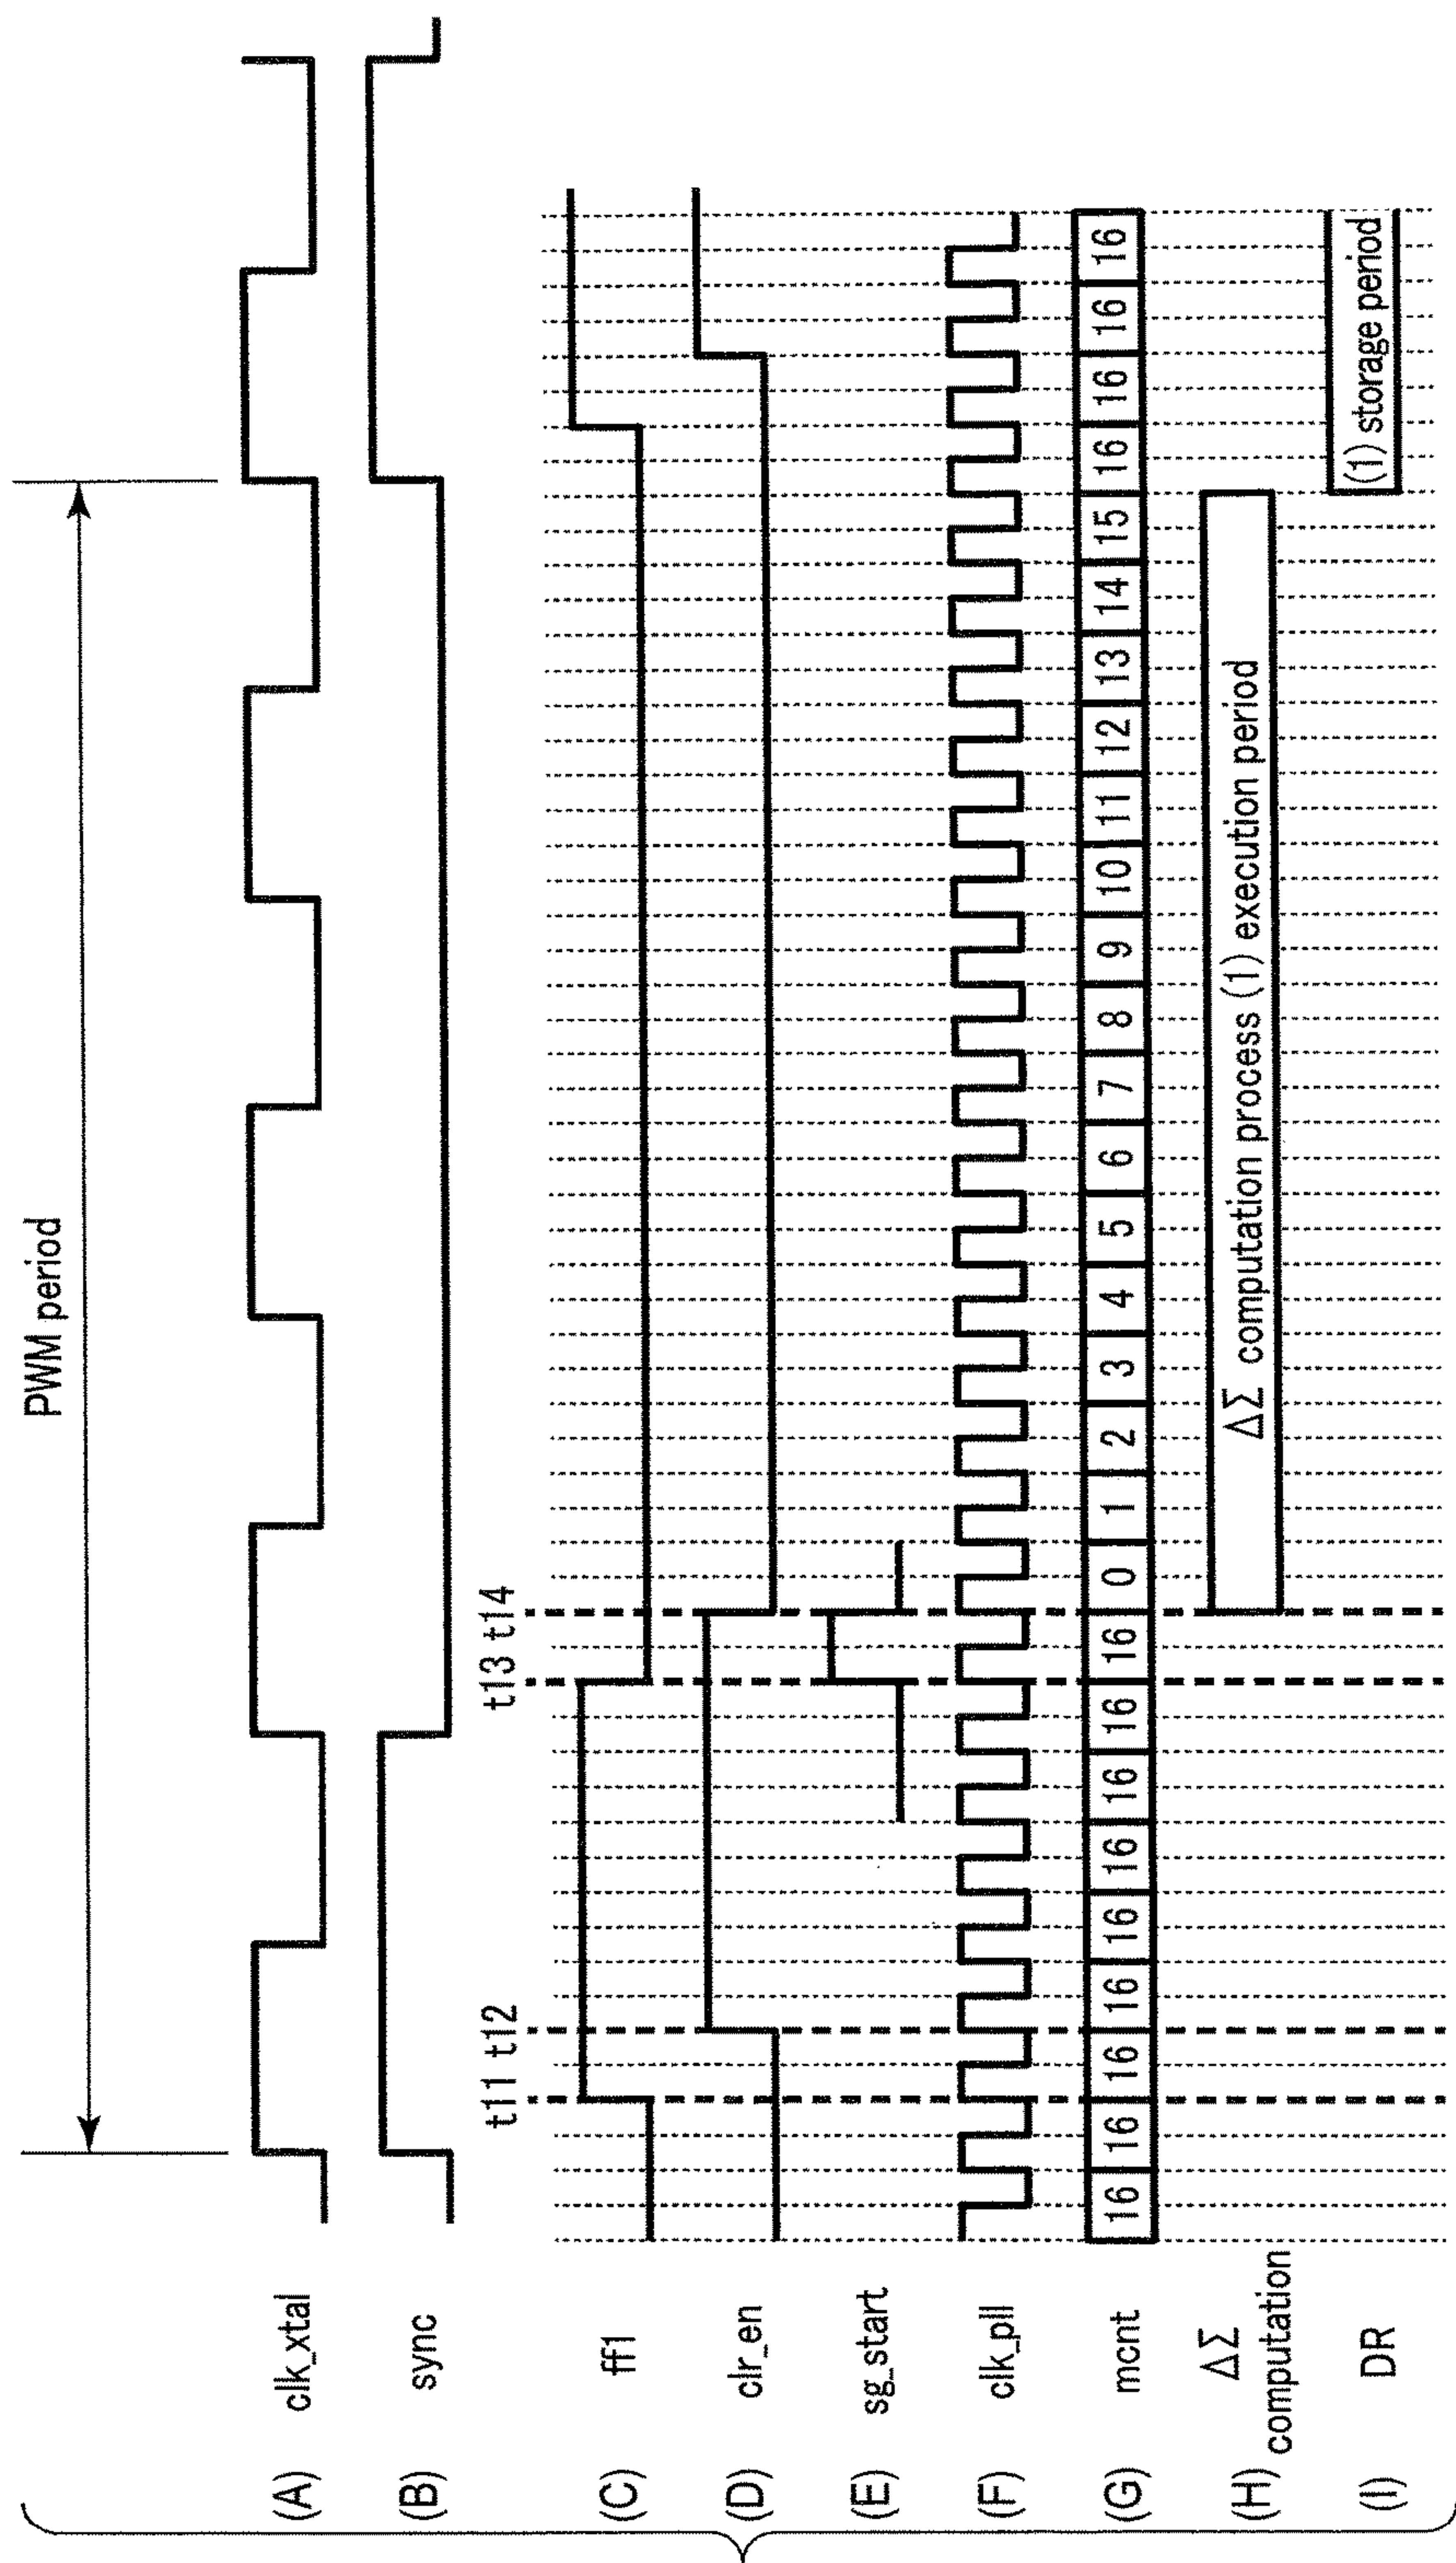 PWM period
(A) clk_xtal
(B) sync
t11 t12 t13 t14
(C) ff1
(D) clr_en
(E) sg_start
(F) clk_pll
(G) mcnt 16 16 16 16 16 16 16 16 16 0 1 2 3 4 5 6 7 8 9 10 11 12 13 14 15 16 16 16 16
(H) ΔΣ computation
ΔΣ computation process (1) execution period
(I) DR
(1) storage period